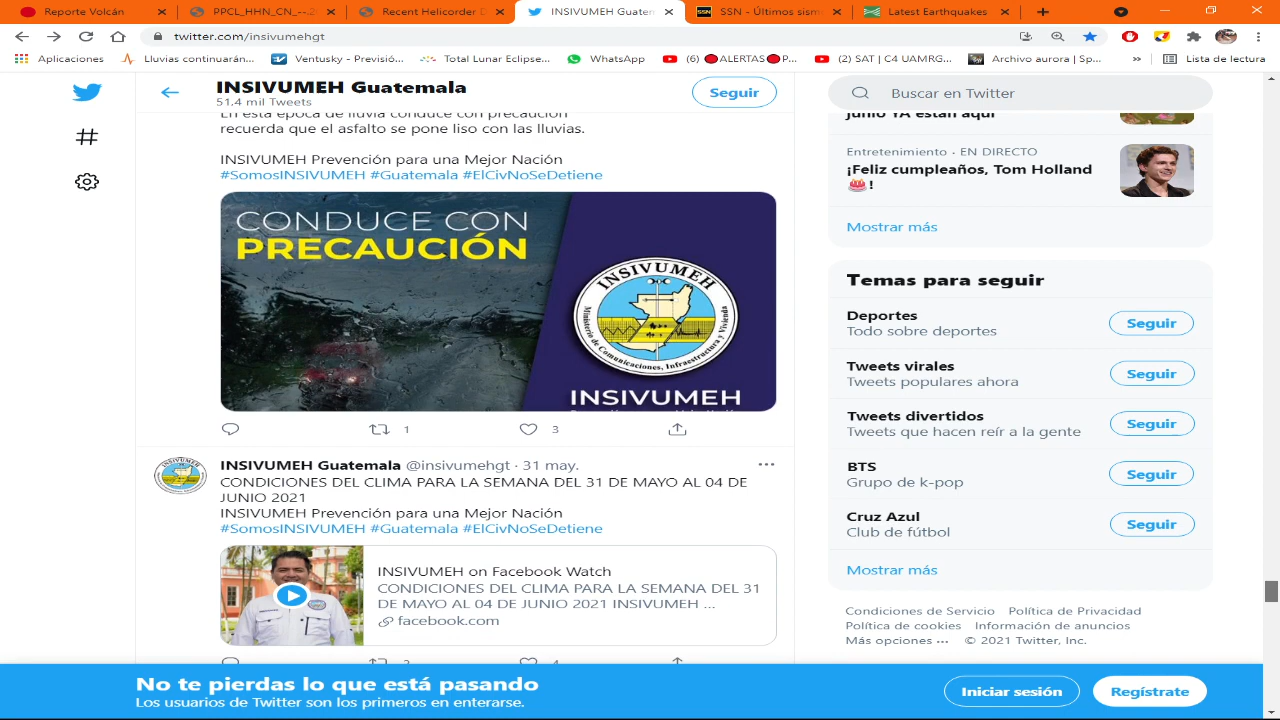 Reporte Volcán
PPCL_HHN_CN_--.2
Recent Helicorder D
INSIVUMEH Guatem
SSN - Últimos sism
Latest Earthquakes
twitter.com/insivumehgt
Aplicaciones
Lluvias continuarán...
Ventusky - Previsió...
Total Lunar Eclipse...
WhatsApp
(6) 🔴ALERTAS🔴P...
(2) SAT | C4 UAMRG...
Archivo aurora | Sp...
»
Lista de lectura
INSIVUMEH Guatemala
51.4 mil Tweets
Seguir
En esta época de lluvia conduce con precaución
recuerda que el asfalto se pone liso con las lluvias.
INSIVUMEH Prevención para una Mejor Nación
#SomosINSIVUMEH #Guatemala #ElCivNoSeDetiene
CONDUCE CON
PRECAUCIÓN
INSIVUMEH
Ministerio de Comunicaciones, Infraestructura y Vivienda
INSIVUMEH
1
3
INSIVUMEH Guatemala @insivumehgt · 31 may.
CONDICIONES DEL CLIMA PARA LA SEMANA DEL 31 DE MAYO AL 04 DE
JUNIO 2021
INSIVUMEH Prevención para una Mejor Nación
#SomosINSIVUMEH #Guatemala #ElCivNoSeDetiene
INSIVUMEH on Facebook Watch
CONDICIONES DEL CLIMA PARA LA SEMANA DEL 31
DE MAYO AL 04 DE JUNIO 2021 INSIVUMEH ...
facebook.com
Buscar en Twitter
junio YA están aquí
Entretenimiento · EN DIRECTO
¡Feliz cumpleaños, Tom Holland
🎂!
Mostrar más
Temas para seguir
Deportes
Todo sobre deportes
Seguir
Tweets virales
Tweets populares ahora
Seguir
Tweets divertidos
Tweets que hacen reír a la gente
Seguir
BTS
Grupo de k-pop
Seguir
Cruz Azul
Club de fútbol
Seguir
Mostrar más
Condiciones de Servicio Política de Privacidad
Política de cookies Información de anuncios
Más opciones ··· © 2021 Twitter, Inc.
No te pierdas lo que está pasando
Los usuarios de Twitter son los primeros en enterarse.
Iniciar sesión
Regístrate